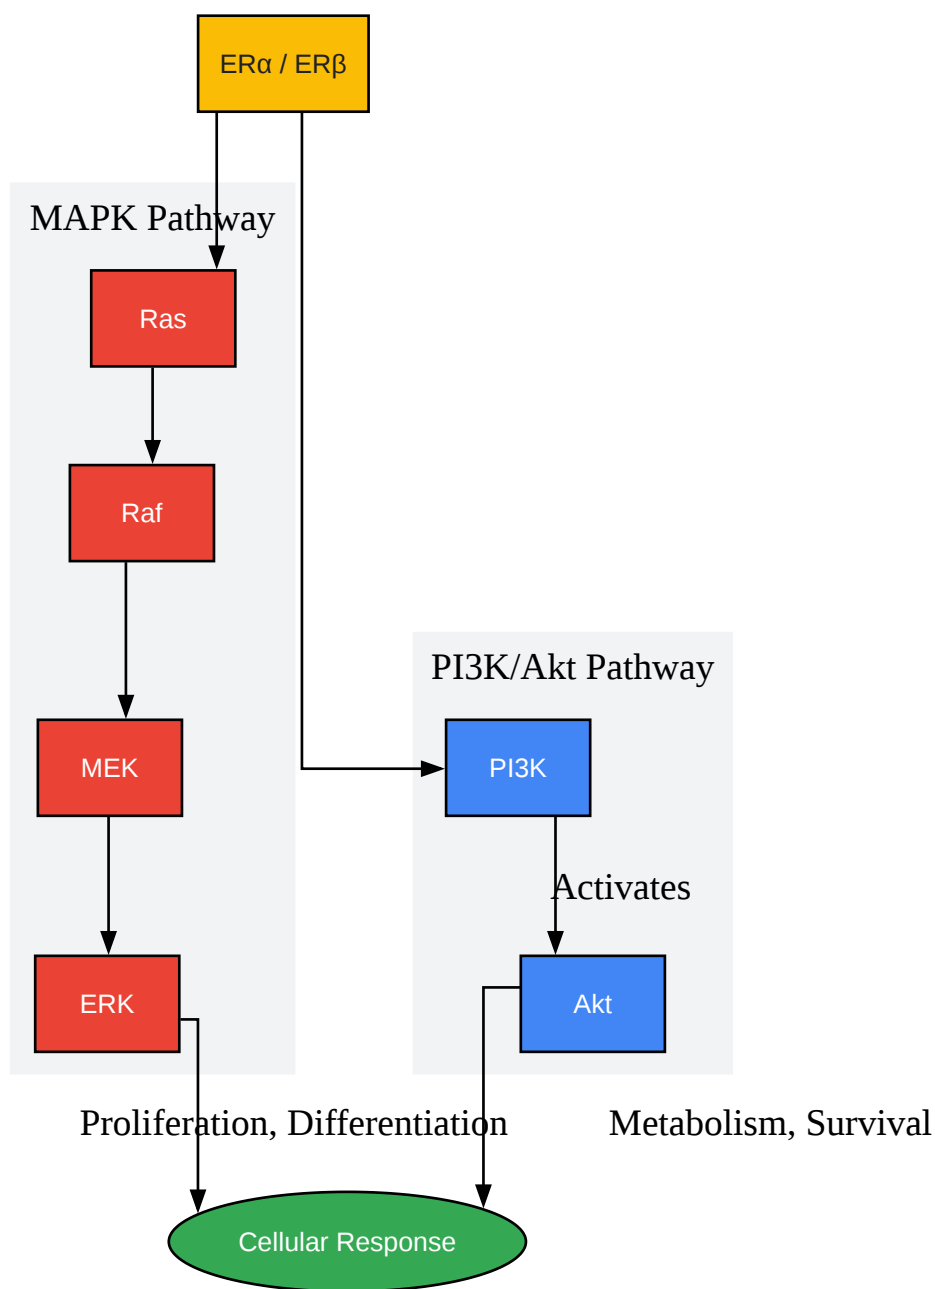 ERα / ERβ
MAPK Pathway
Ras
Raf
PI3K/Akt Pathway
MEK
PI3K
Activates
ERK
Akt
Proliferation, Differentiation
Metabolism, Survival
Cellular Response